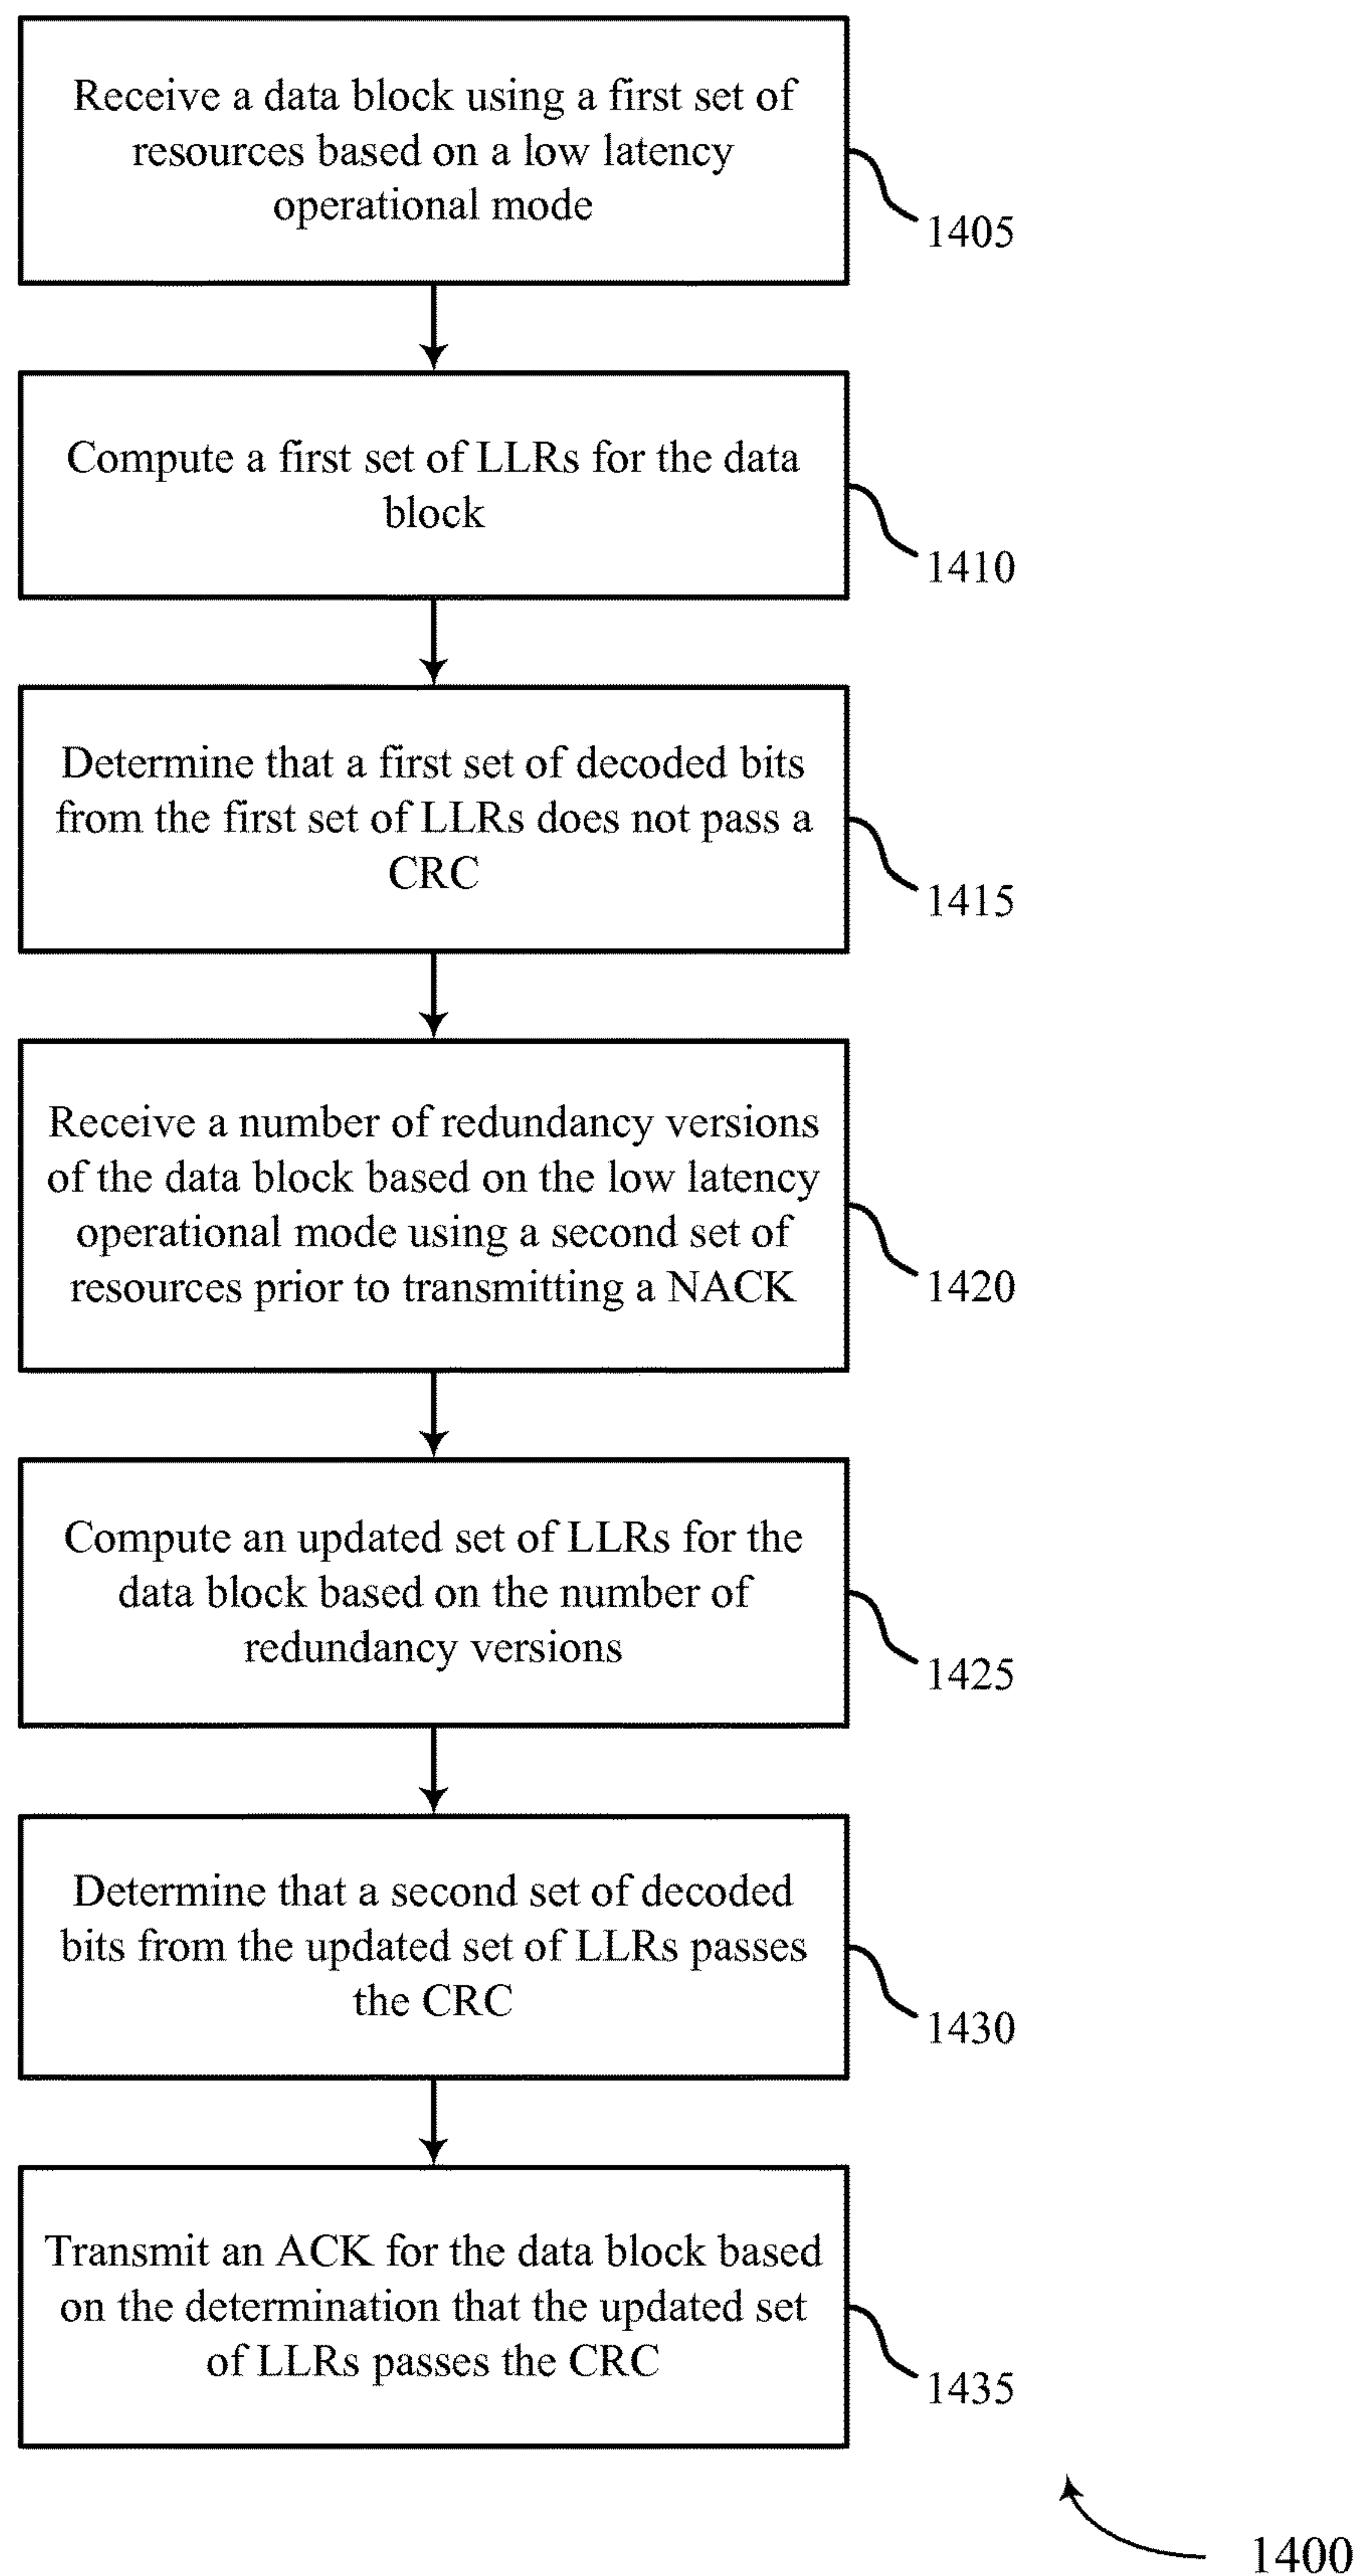 Receive a data block using a first set of
resources based on a low latency
operational mode
1405
Compute a first set of LLRs for the data
block
1410
Determine that a first set of decoded bits
from the first set of LLRs does not pass a
CRC
1415
Receive a number of redundancy versions
of the data block based on the low latency
operational mode using a second set of
resources prior to transmitting a NACK
1420
Compute an updated set of LLRs for the
data block based on the number of
redundancy versions
1425
Determine that a second set of decoded
bits from the updated set of LLRs passes
the CRC
1430
Transmit an ACK for the data block based
on the determination that the updated set
of LLRs passes the CRC
1435
1400